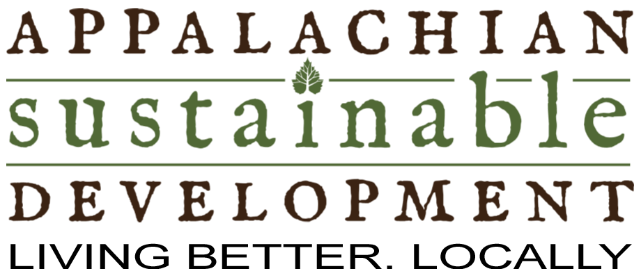 APPALACHIAN
sustainable
DEVELOPMENT
LIVING BETTER. LOCALLY